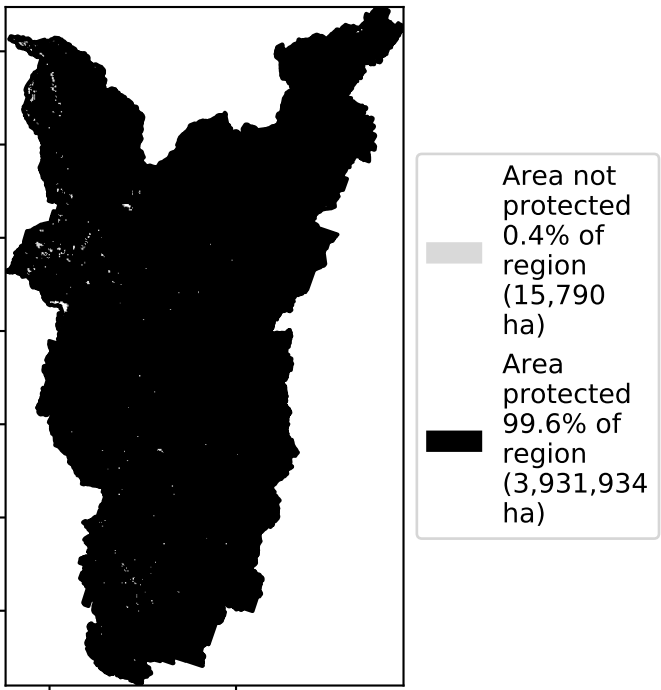 Area not
protected
0.4% of
region
(15,790
ha)
Area
protected
99.6% of
region
(3,931,934
ha)